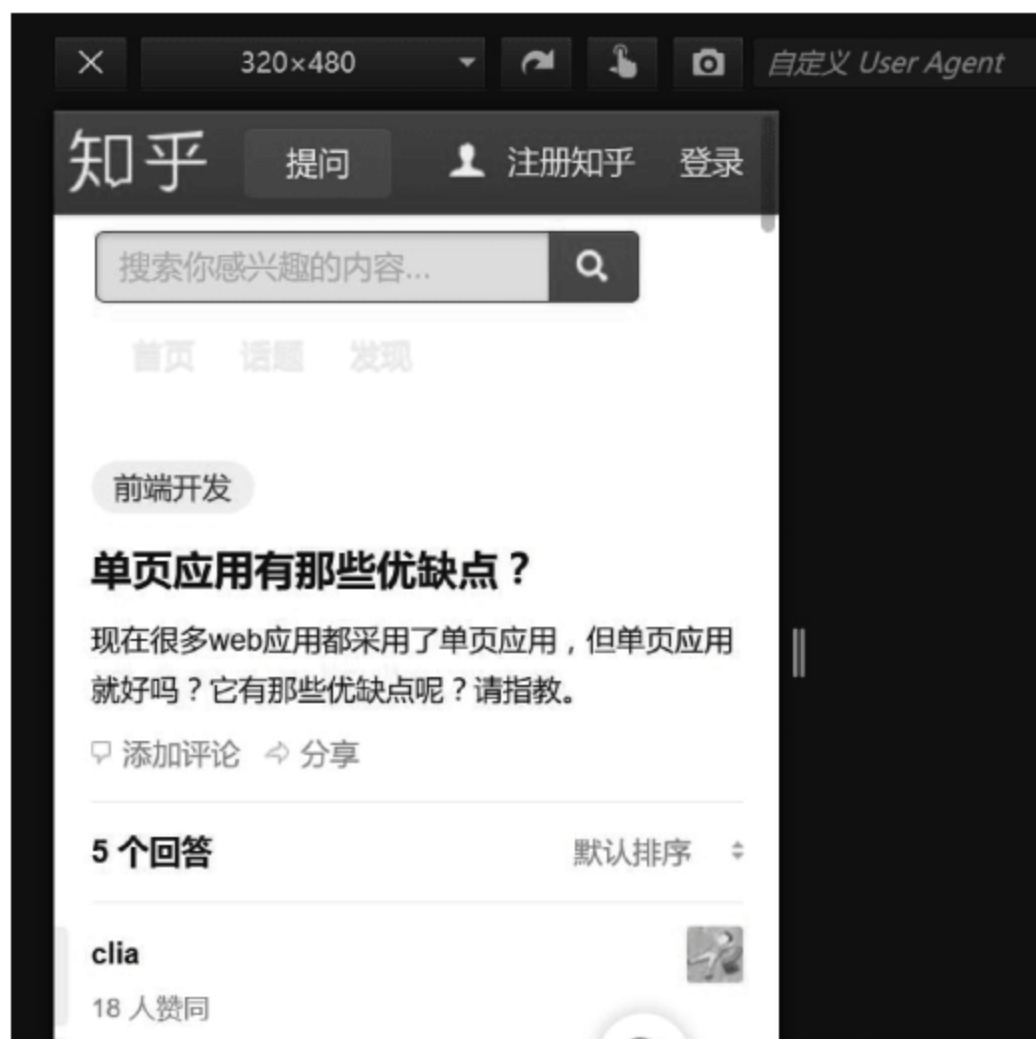 320×480 自定义 User Agent
知乎 提问 注册知乎 登录
搜索你感兴趣的内容...
首页 话题 发现
前端开发
单页应用有那些优缺点？
现在很多web应用都采用了单页应用，但单页应用
就好吗？它有那些优缺点呢？请指教。
添加评论 分享
5 个回答 默认排序
clia
18 人赞同